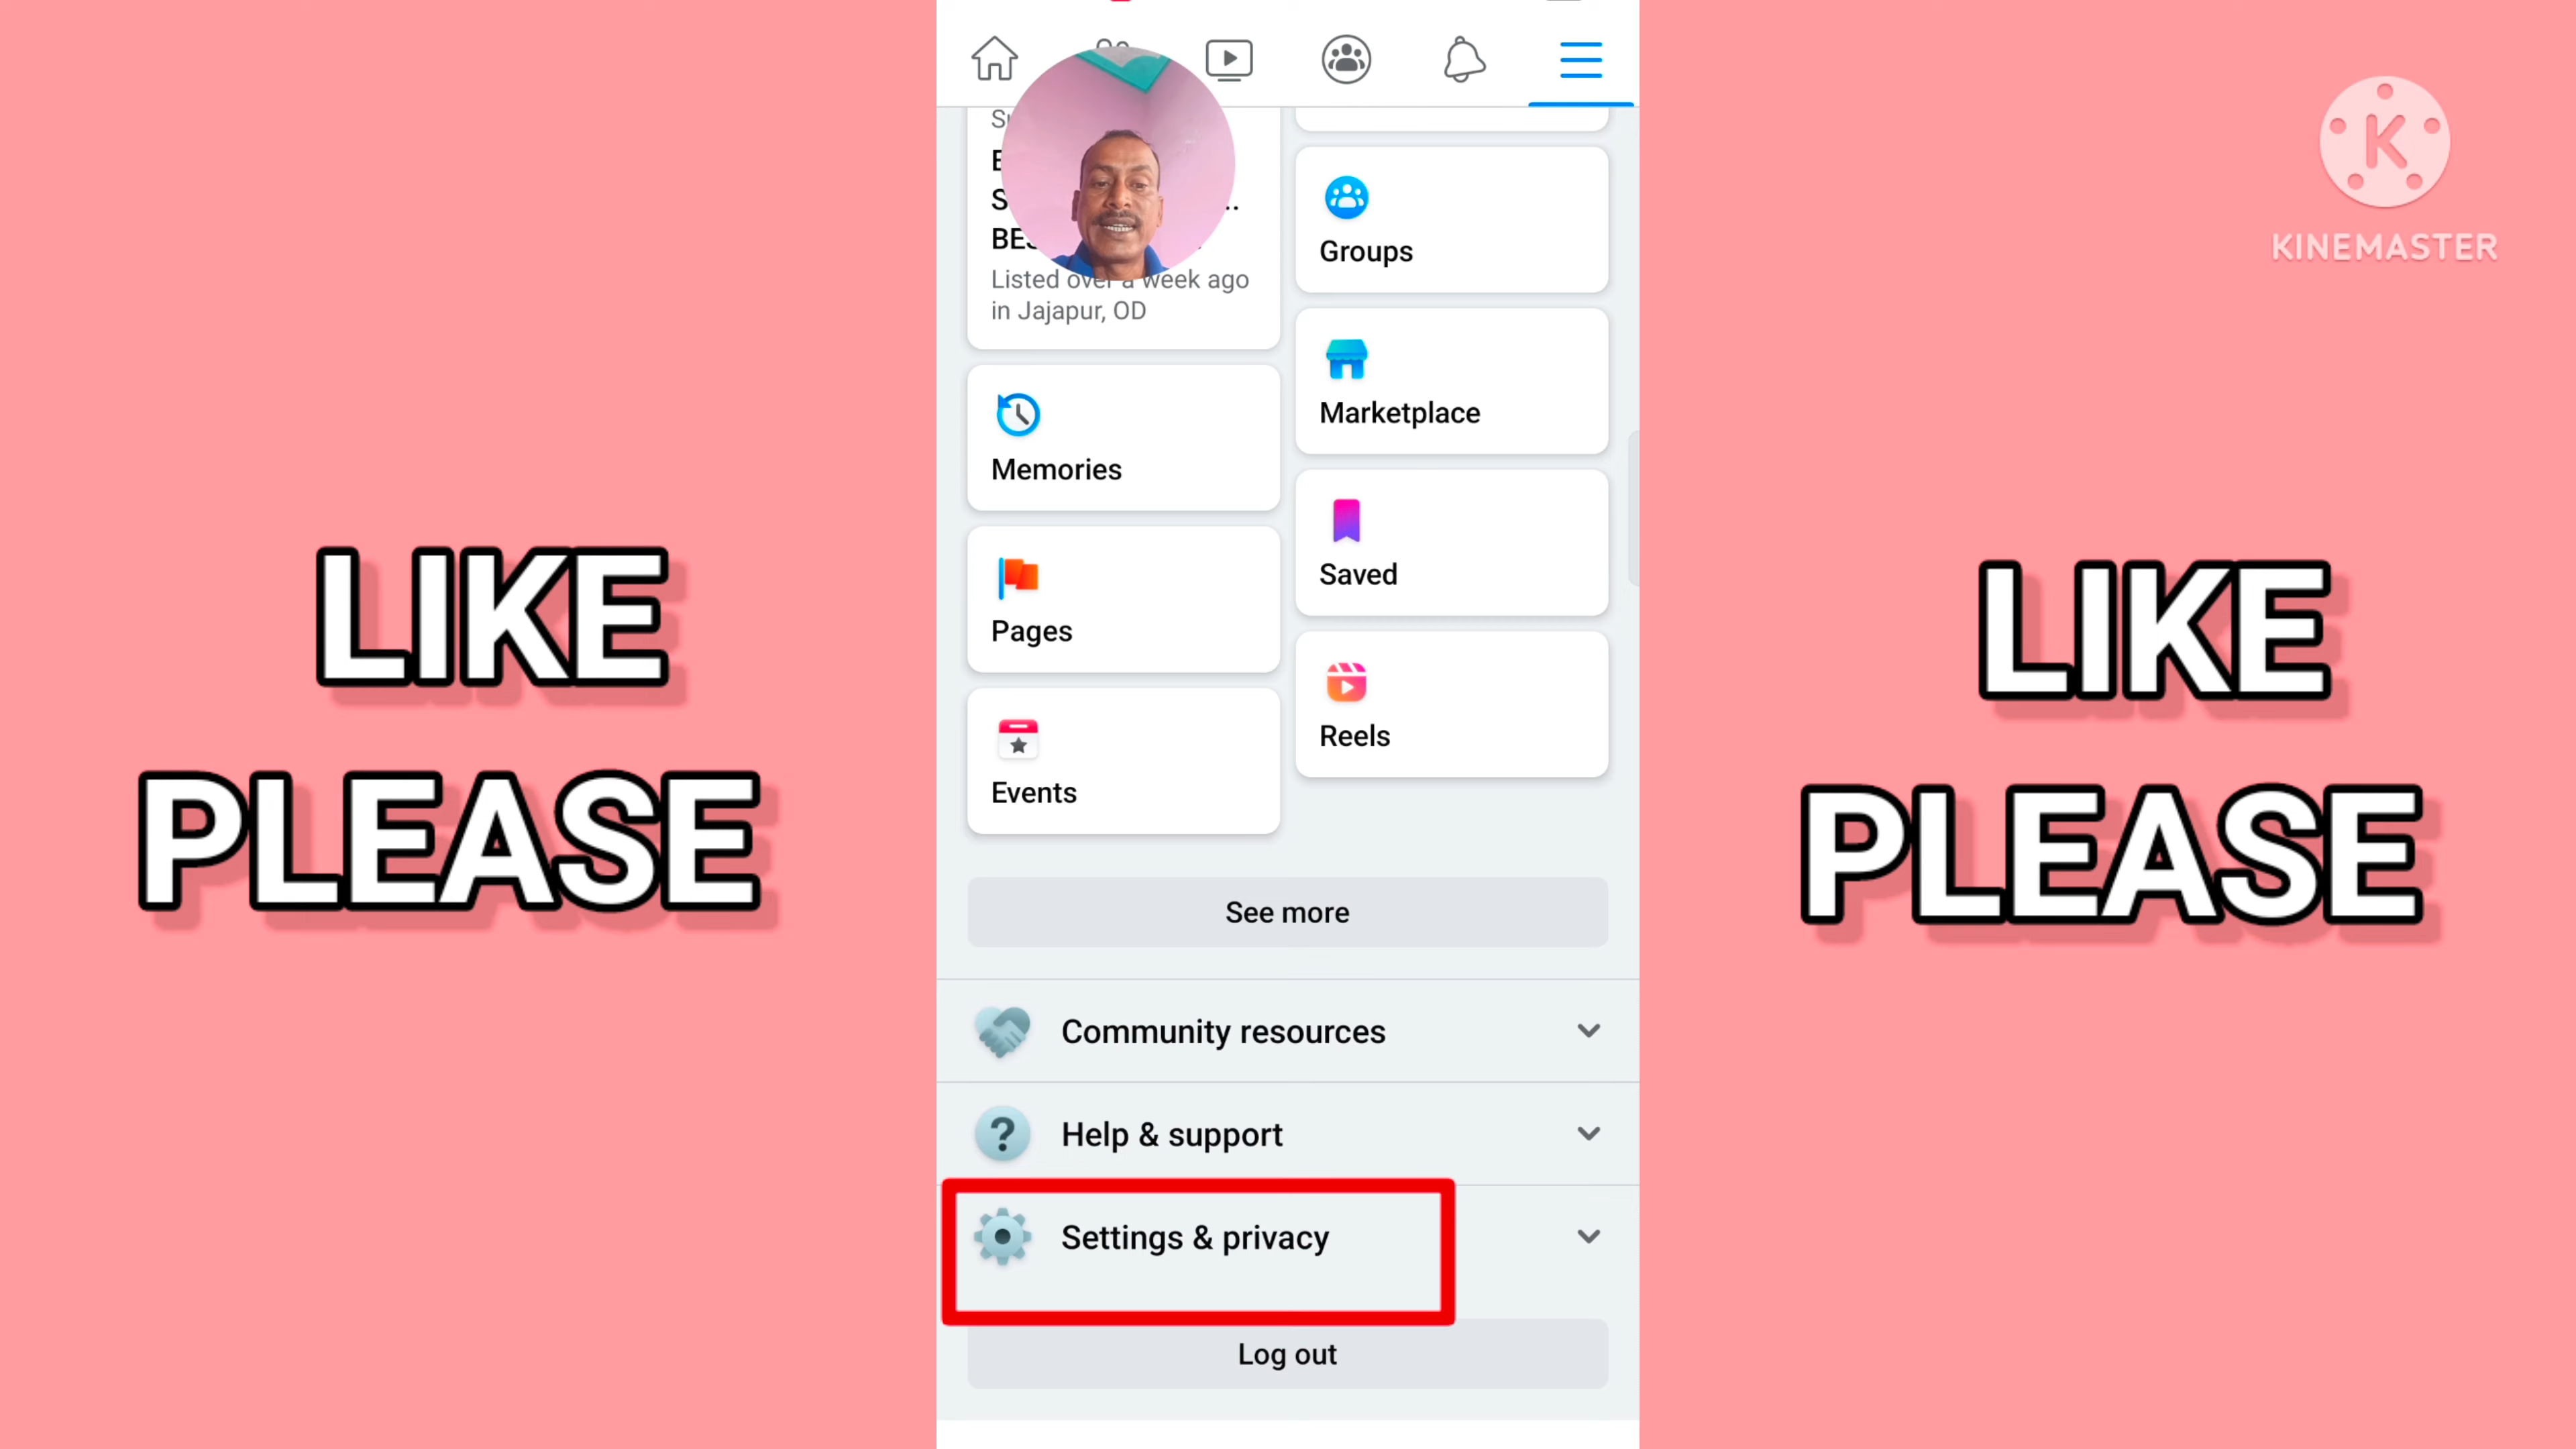 Listed over a week ago
in Jajapur, OD
Groups
Marketplace
Memories
Saved
Pages
Reels
Events
See more
Community resources
Help & support
Settings & privacy
Log out
LIKE
PLEASE
LIKE
PLEASE
K
KINEMASTER